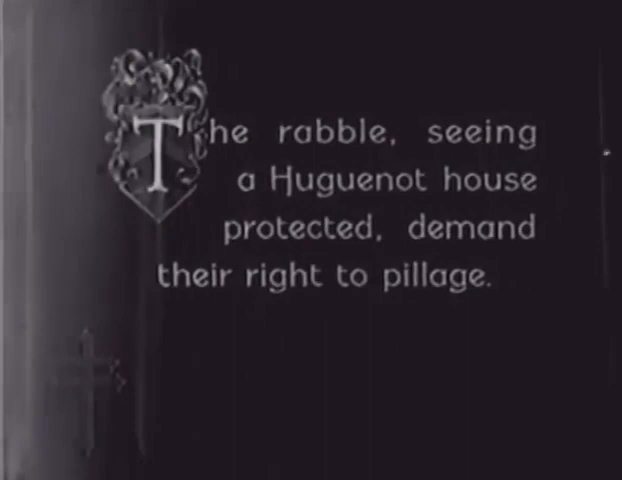 The rabble, seeing
a Huguenot house
protected, demand
their right to pillage.